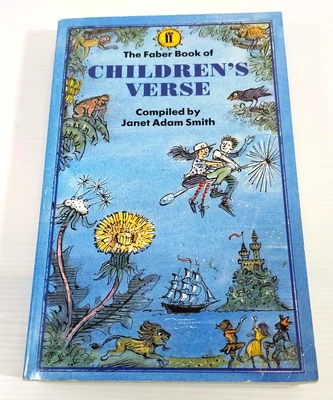 ff
The Faber Book of
CHILDREN'S
VERSE
Compiled by
Janet Adam Smith